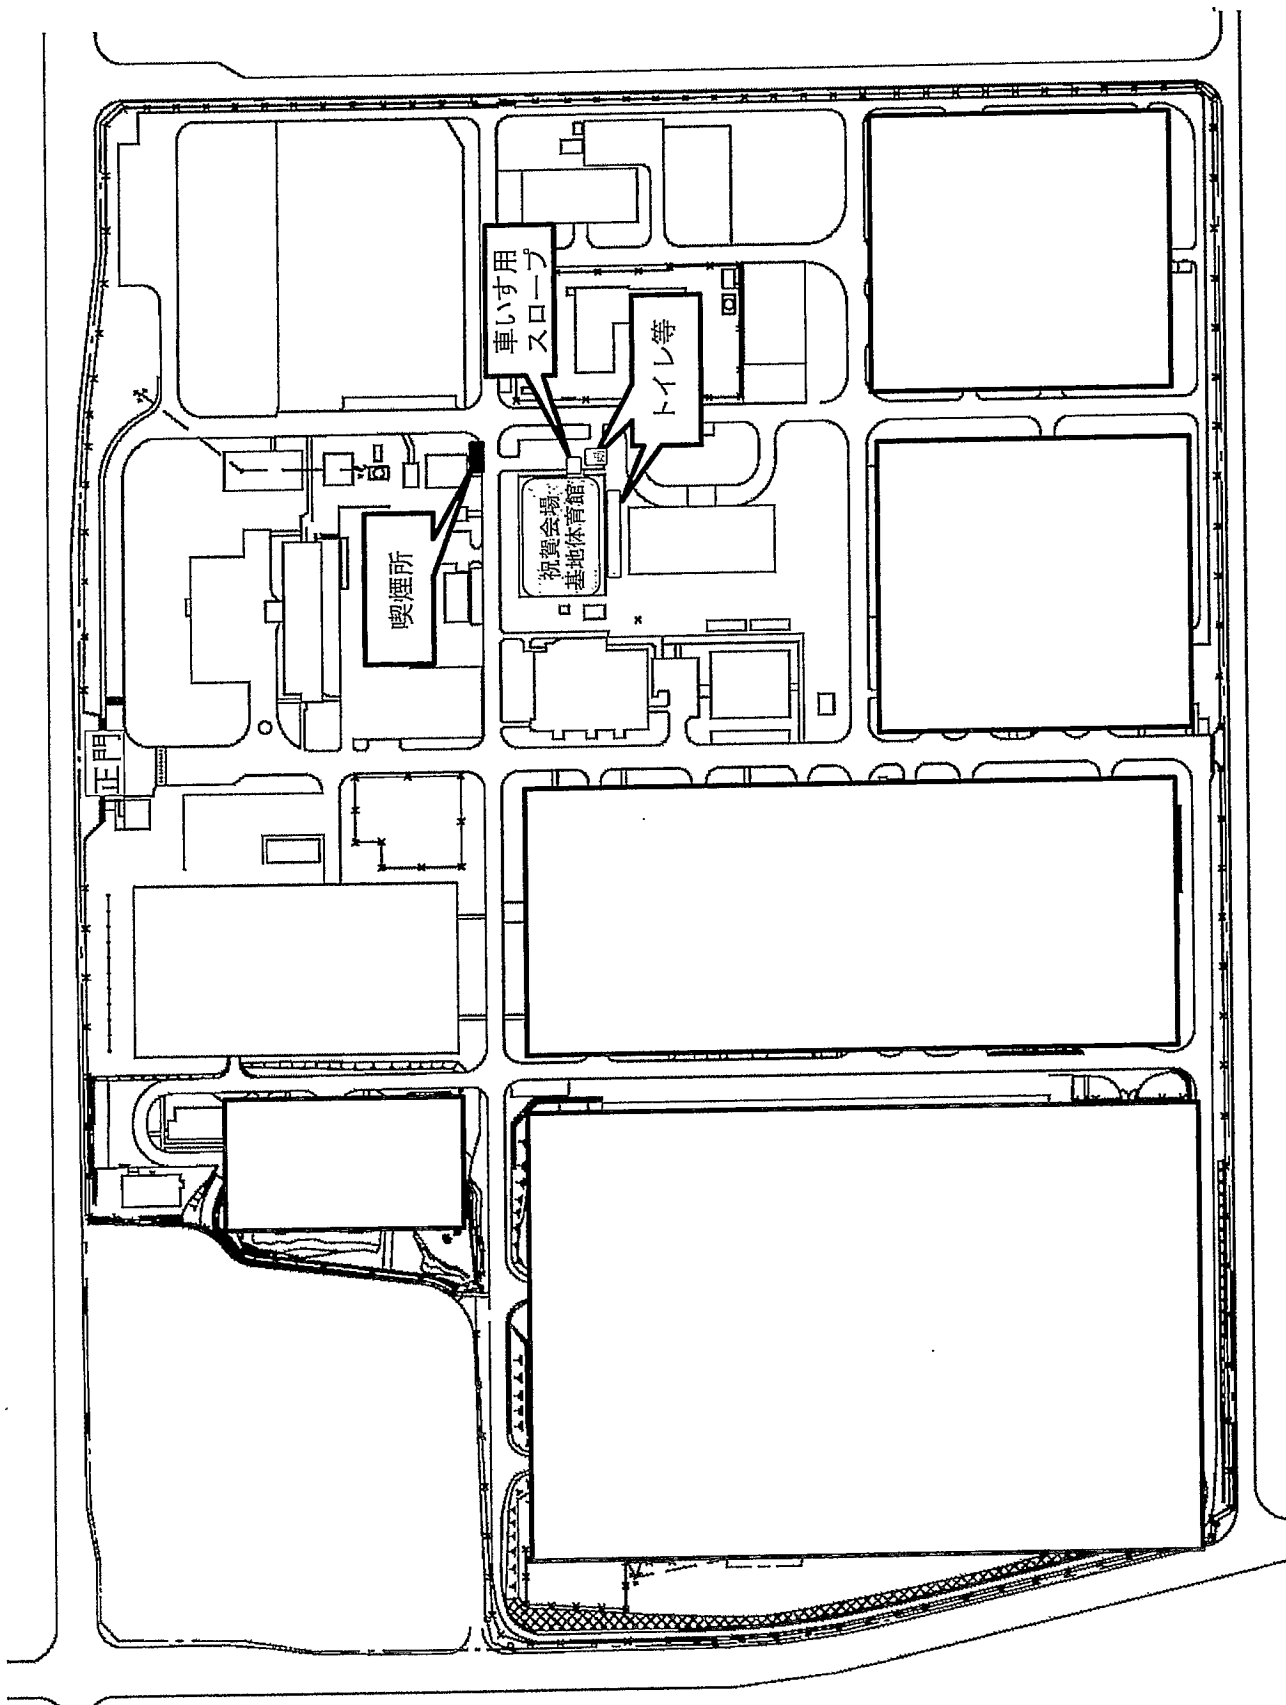 車いす用
スロープ
トイレ等
祝賀会場
基地体育館
喫煙所
正門